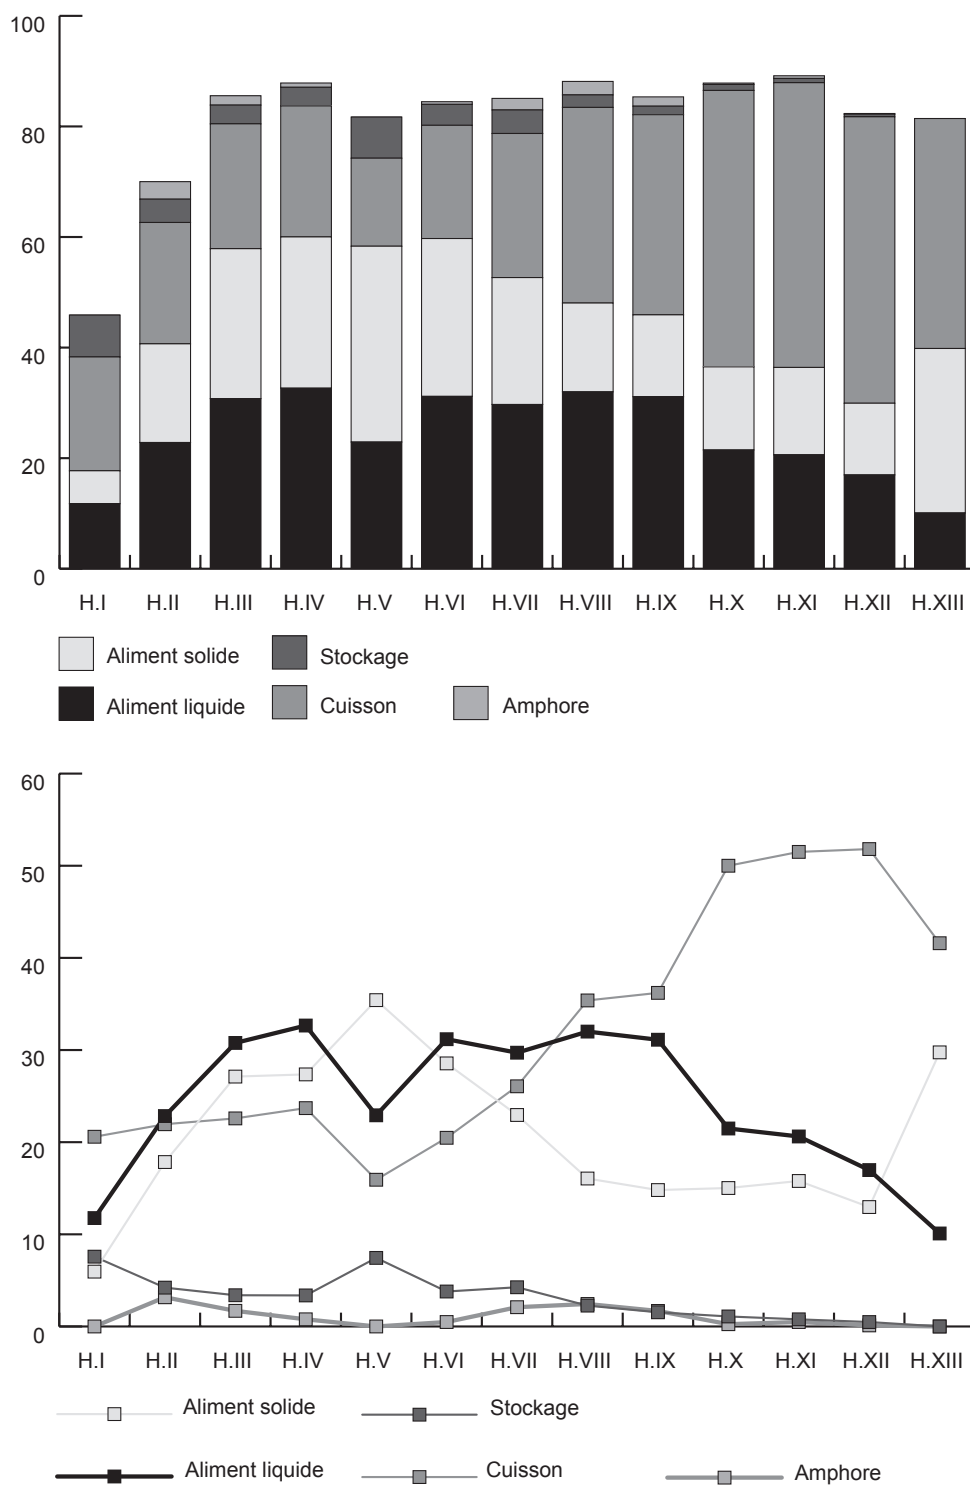 100
80
60
40
20
0
H.I H.II H.III H.IV H.V H.VI H.VII H.VIII H.IX H.X H.XI H.XII H.XIII
Aliment solide Stockage
Aliment liquide Cuisson Amphore
60
50
40
30
20
10
0
H.I H.II H.III H.IV H.V H.VI H.VII H.VIII H.IX H.X H.XI H.XII H.XIII
Aliment solide Stockage
Aliment liquide Cuisson Amphore